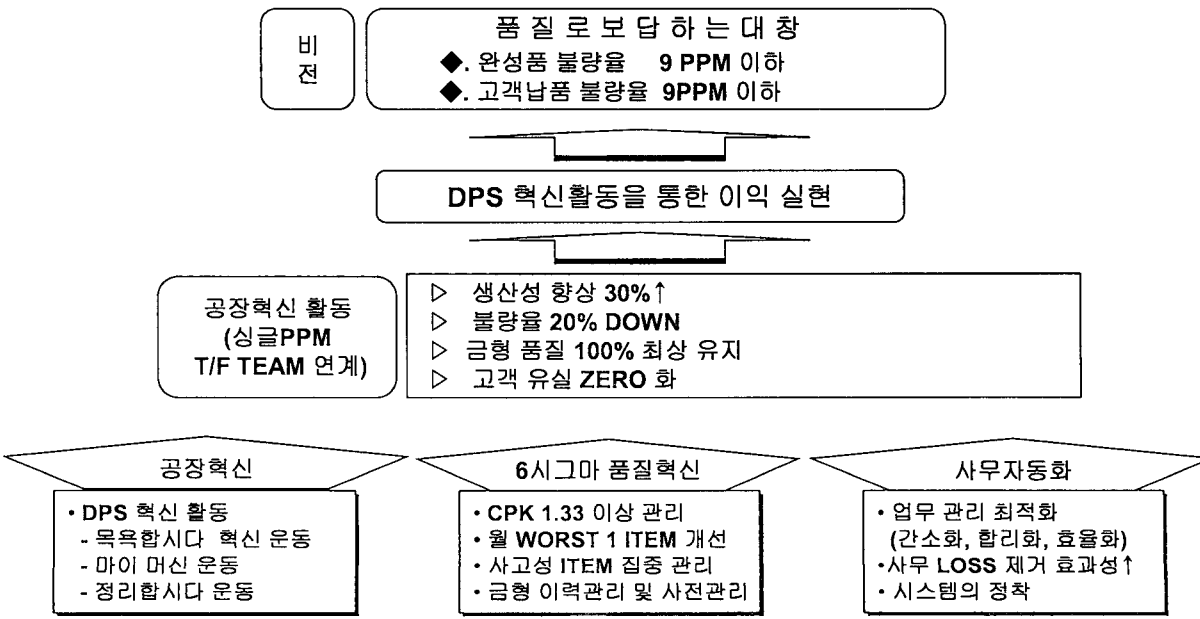 비
전
품 질 로 보 답 하 는 대 창
◆. 완성품 불량율 9 PPM 이하
◆. 고객납품 불량율 9PPM 이하
DPS 혁신활동을 통한 이익 실현
공장혁신 활동
(싱글PPM
T/F TEAM 연계)
▷ 생산성 향상 30%↑
▷ 불량율 20% DOWN
▷ 금형 품질 100% 최상 유지
▷ 고객 유실 ZERO 화
공장혁신
• DPS 혁신 활동
- 목욕합시다 혁신 운동
- 마이 머신 운동
- 정리합시다 운동
6시그마 품질혁신
• CPK 1.33 이상 관리
• 월 WORST 1 ITEM 개선
• 사고성 ITEM 집중 관리
• 금형 이력관리 및 사전관리
사무자동화
• 업무 관리 최적화
(간소화, 합리화, 효율화)
•사무 LOSS 제거 효과성↑
• 시스템의 정착